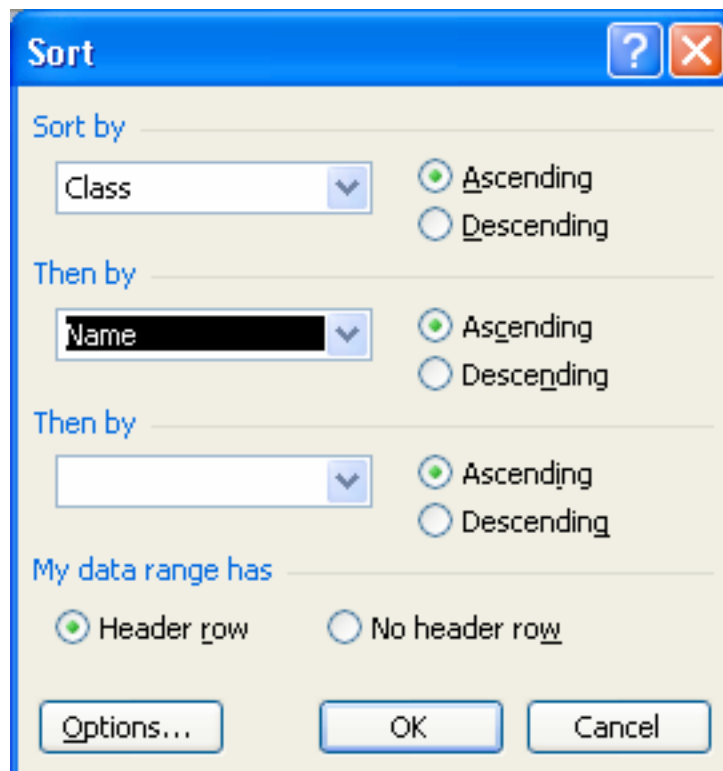 Sort
Sort by
Class
Ascending
Descending
Then by
Name
Ascending
Descending
Then by
Ascending
Descending
My data range has
Header row No header row
Options... OK Cancel